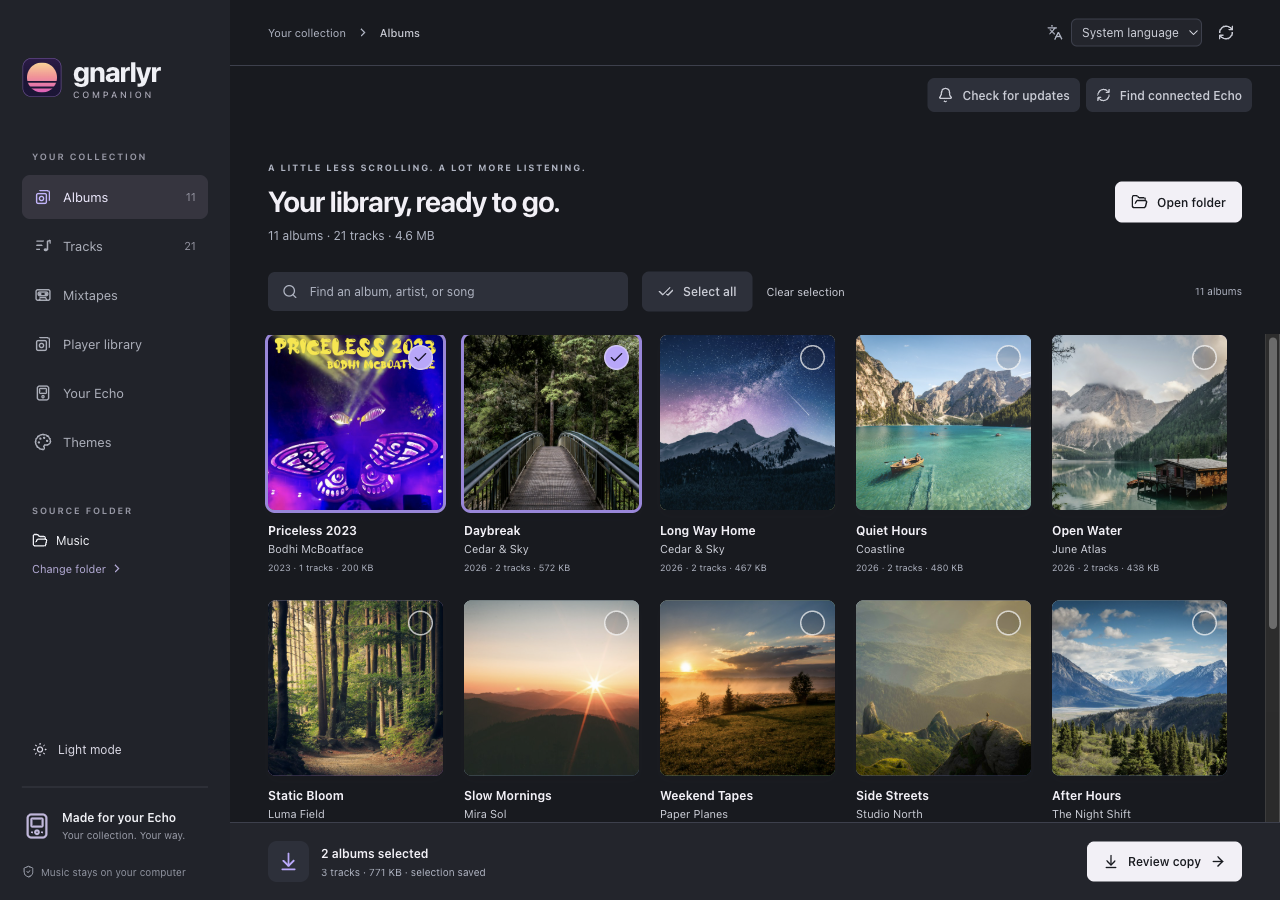 gnarlyr
COMPANION
YOUR COLLECTION
Albums 11
Tracks 21
Mixtapes
Player library
Your Echo
Themes
SOURCE FOLDER
Music
Change folder
Light mode
Made for your Echo
Your collection. Your way.
Music stays on your computer
Your collection > Albums
System language
Check for updates
Find connected Echo
A LITTLE LESS SCROLLING. A LOT MORE LISTENING.
Your library, ready to go.
11 albums · 21 tracks · 4.6 MB
Open folder
Find an album, artist, or song
Select all
Clear selection
11 albums
PRICELESS 2023
BODHI MCBOATFACE
Priceless 2023
Bodhi McBoatface
2023 · 1 tracks · 200 KB
Daybreak
Cedar & Sky
2026 · 2 tracks · 572 KB
Long Way Home
Cedar & Sky
2026 · 2 tracks · 467 KB
Quiet Hours
Coastline
2026 · 2 tracks · 480 KB
Open Water
June Atlas
2026 · 2 tracks · 438 KB
Static Bloom
Luma Field
Slow Mornings
Mira Sol
Weekend Tapes
Paper Planes
Side Streets
Studio North
After Hours
The Night Shift
2 albums selected
3 tracks · 771 KB · selection saved
Review copy